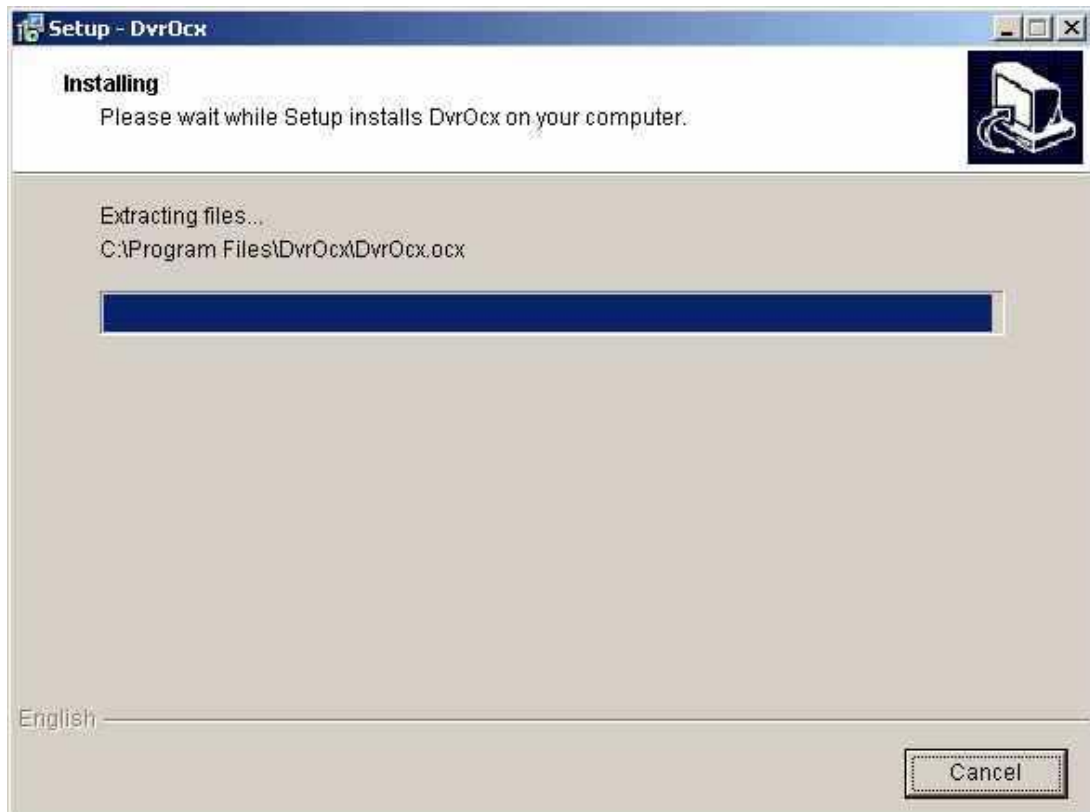 Setup - DvrOcx
Installing
Please wait while Setup installs DvrOcx on your computer.
Extracting files...
C:\Program Files\DvrOcx\DvrOcx.ocx
English
Cancel